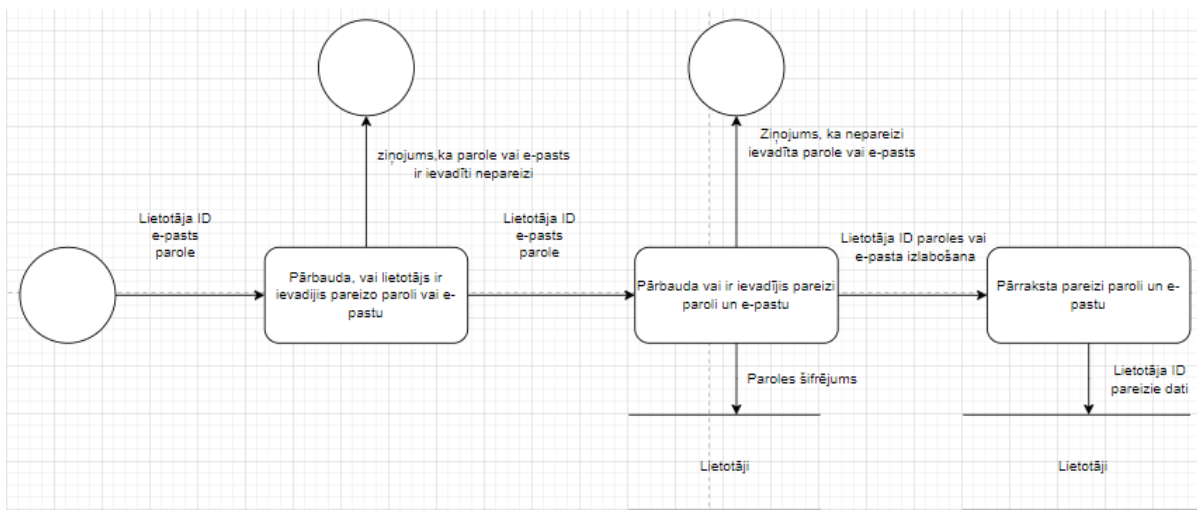 ziņojums,ka parole vai e-pasts
ir ievadīti nepareizi
Ziņojums, ka nepareizi
ievadīta parole vai e-pasts
Lietotāja ID
e-pasts
parole
Lietotāja ID
e-pasts
parole
Lietotāja ID paroles vai
e-pasta izlabošana
Pārbauda, vai lietotājs ir
ievadijis pareizo paroli vai e-
pastu
Pārbauda vai ir ievadījis pareizi
paroli un e-pastu
Pārraksta pareizi paroli un e-
pastu
Paroles šifrējums
Lietotāja ID
pareizie dati
Lietotāji
Lietotāji